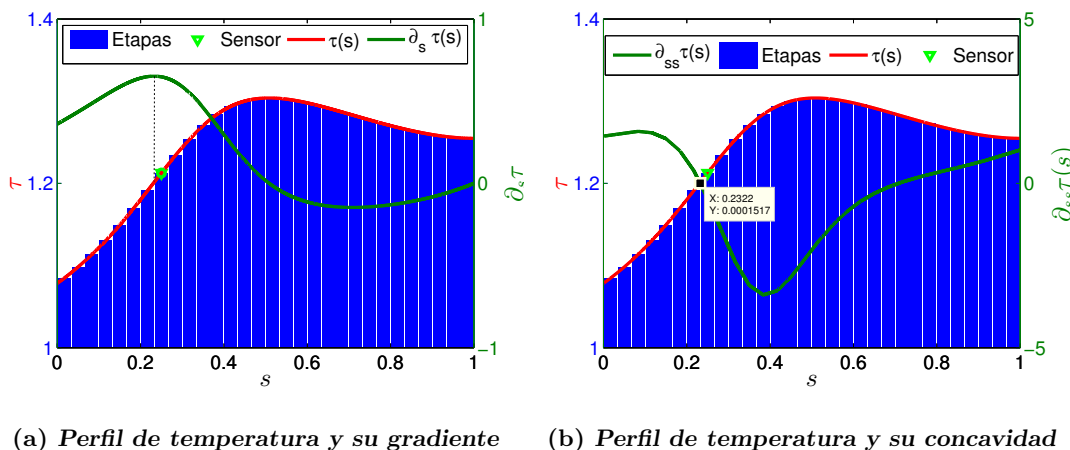 1.4
1
Etapas Sensor τ(s) ∂s τ(s)
τ
1.2
0
∂s τ
1
-1
0 0.2 0.4 0.6 0.8 1
s
1.4
5
∂ssτ(s) Etapas τ(s) Sensor
τ
1.2
0
∂ssτ(s)
X: 0.2322
Y: 0.0001517
1
-5
0 0.2 0.4 0.6 0.8 1
s
(a) Perfil de temperatura y su gradiente
(b) Perfil de temperatura y su concavidad